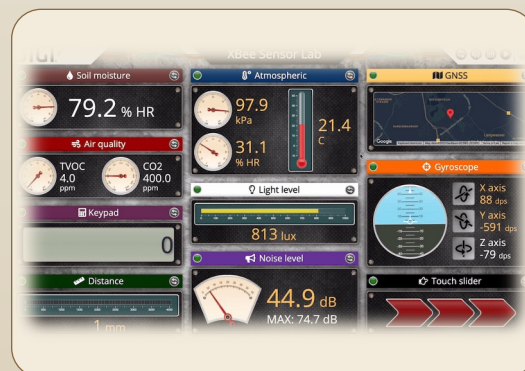 XBee Sensor Lab
Soil moisture
79.2 % HR
Air quality
TVOC
4.0
ppm
CO2
400.0
ppm
Keypad
0
Distance
1 mm
Atmospheric
97.9
kPa
31.1
% HR
21.4
C
Light level
813 lux
Noise level
44.9 dB
MAX: 74.7 dB
GNSS
Google
Gyroscope
X axis
88 dps
Y axis
-591 dps
Z axis
-79 dps
Touch slider